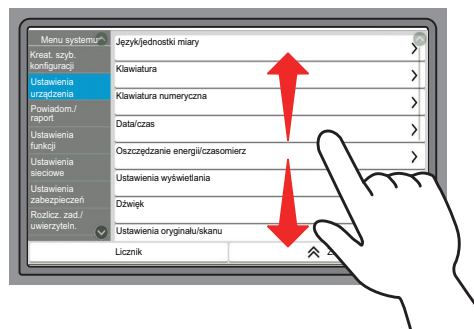 Menu systemu
Kreat. szyb.
konfiguracji
Ustawienia
urządzenia
Powiadom./
raport
Ustawienia
funkcji
Ustawienia
sieciowe
Ustawienia
zabezpieczeń
Rozlicz. zad./
uwierzyteln.
Język/jednostki miary
Klawiatura
Klawiatura numeryczna
Data/czas
Oszczędzanie energii/czasomierz
Ustawienia wyświetlania
Dźwięk
Ustawienia oryginału/skanu
Licznik